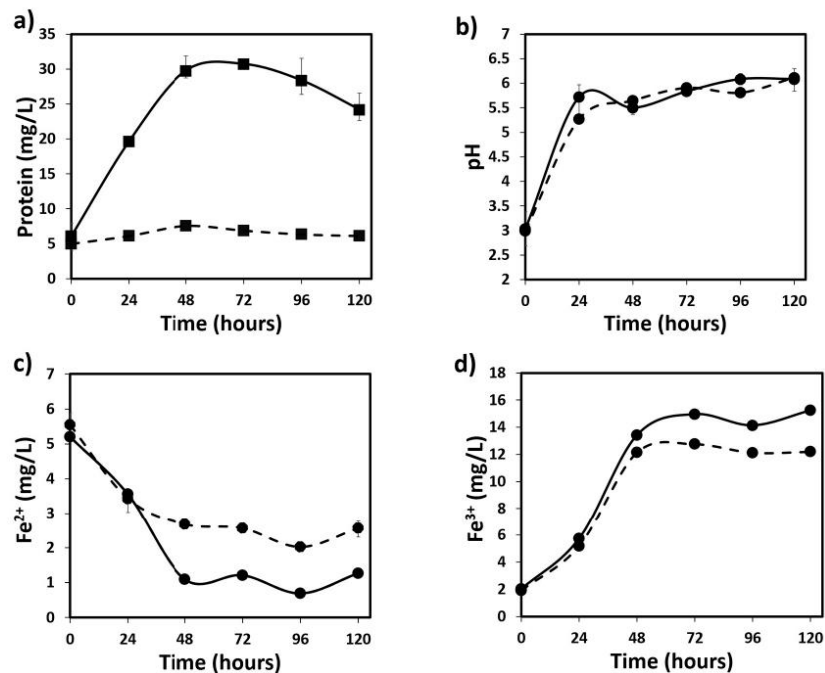 a)
Protein (mg/L)
35
30
25
20
15
10
5
0
0 24 48 72 96 120
Time (hours)
b)
pH
7
6.5
6
5.5
5
4.5
4
3.5
3
2.5
2
0 24 48 72 96 120
Time (hours)
c)
Fe²⁺ (mg/L)
7
6
5
4
3
2
1
0
0 24 48 72 96 120
Time (hours)
d)
Fe³⁺ (mg/L)
18
16
14
12
10
8
6
4
2
0
0 24 48 72 96 120
Time (hours)